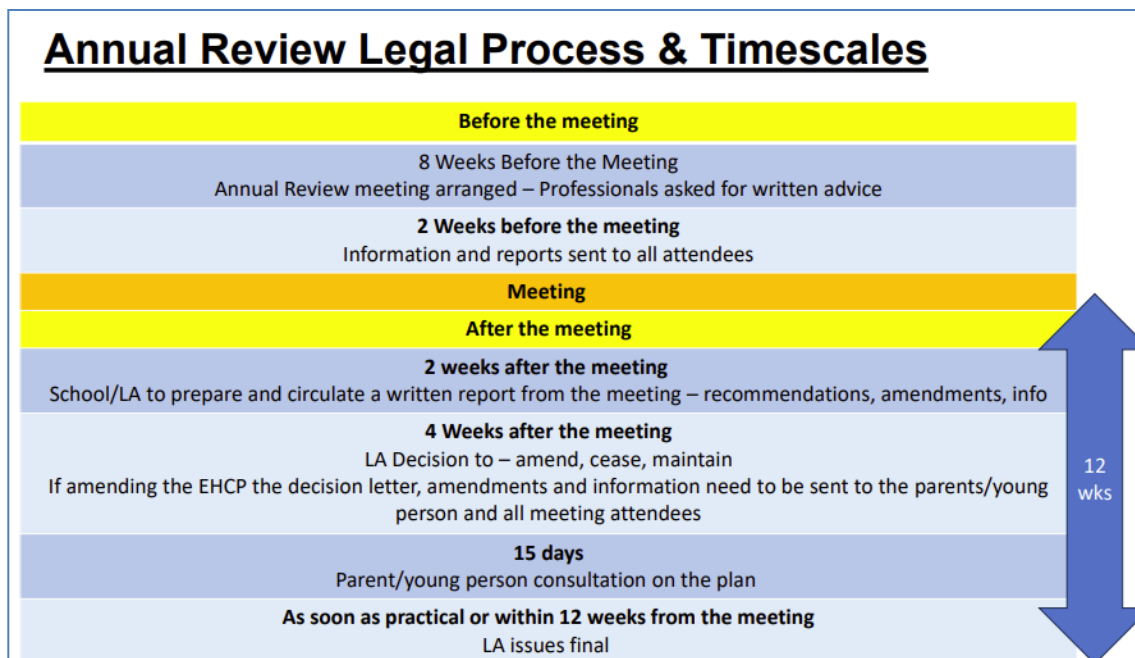 Annual Review Legal Process & Timescales
Before the meeting
8 Weeks Before the Meeting
Annual Review meeting arranged – Professionals asked for written advice
2 Weeks before the meeting
Information and reports sent to all attendees
Meeting
After the meeting
2 weeks after the meeting
School/LA to prepare and circulate a written report from the meeting – recommendations, amendments, info
4 Weeks after the meeting
LA Decision to – amend, cease, maintain
If amending the EHCP the decision letter, amendments and information need to be sent to the parents/young
person and all meeting attendees
15 days
Parent/young person consultation on the plan
As soon as practical or within 12 weeks from the meeting
LA issues final
12
wks